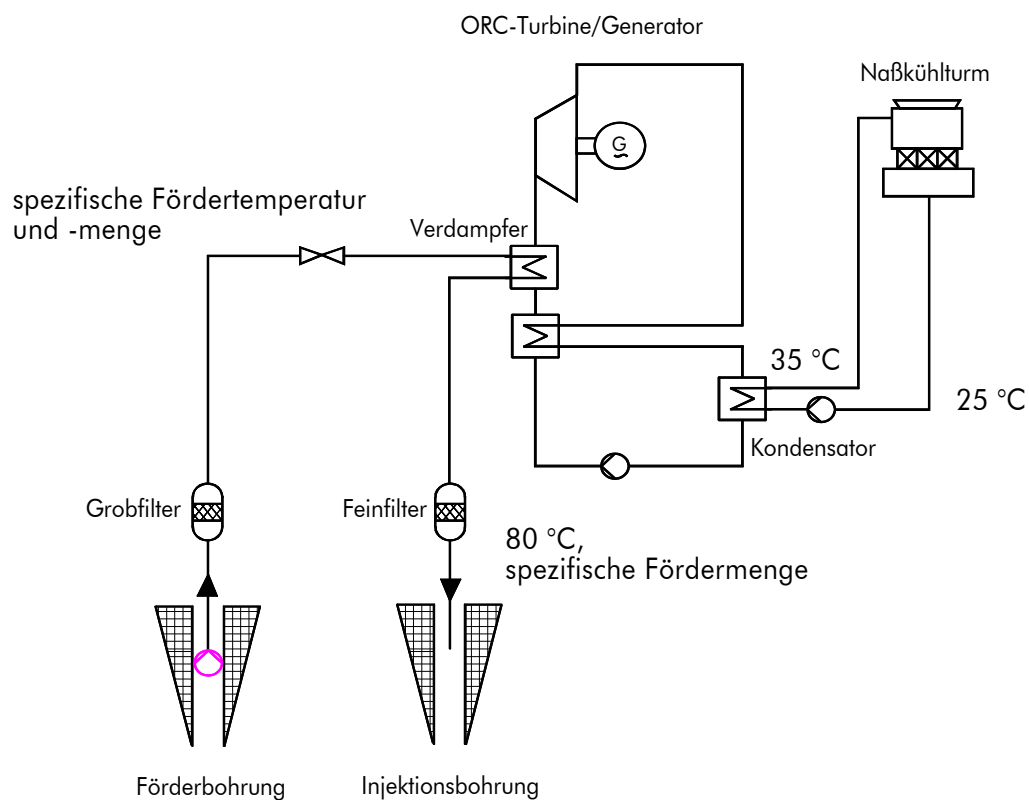 ORC-Turbine/Generator
Naßkühlturm
G
spezifische Fördertemperatur
und -menge
Verdampfer
35 °C
25 °C
Kondensator
Grobfilter
Feinfilter
80 °C,
spezifische Fördermenge
Förderbohrung
Injektionsbohrung